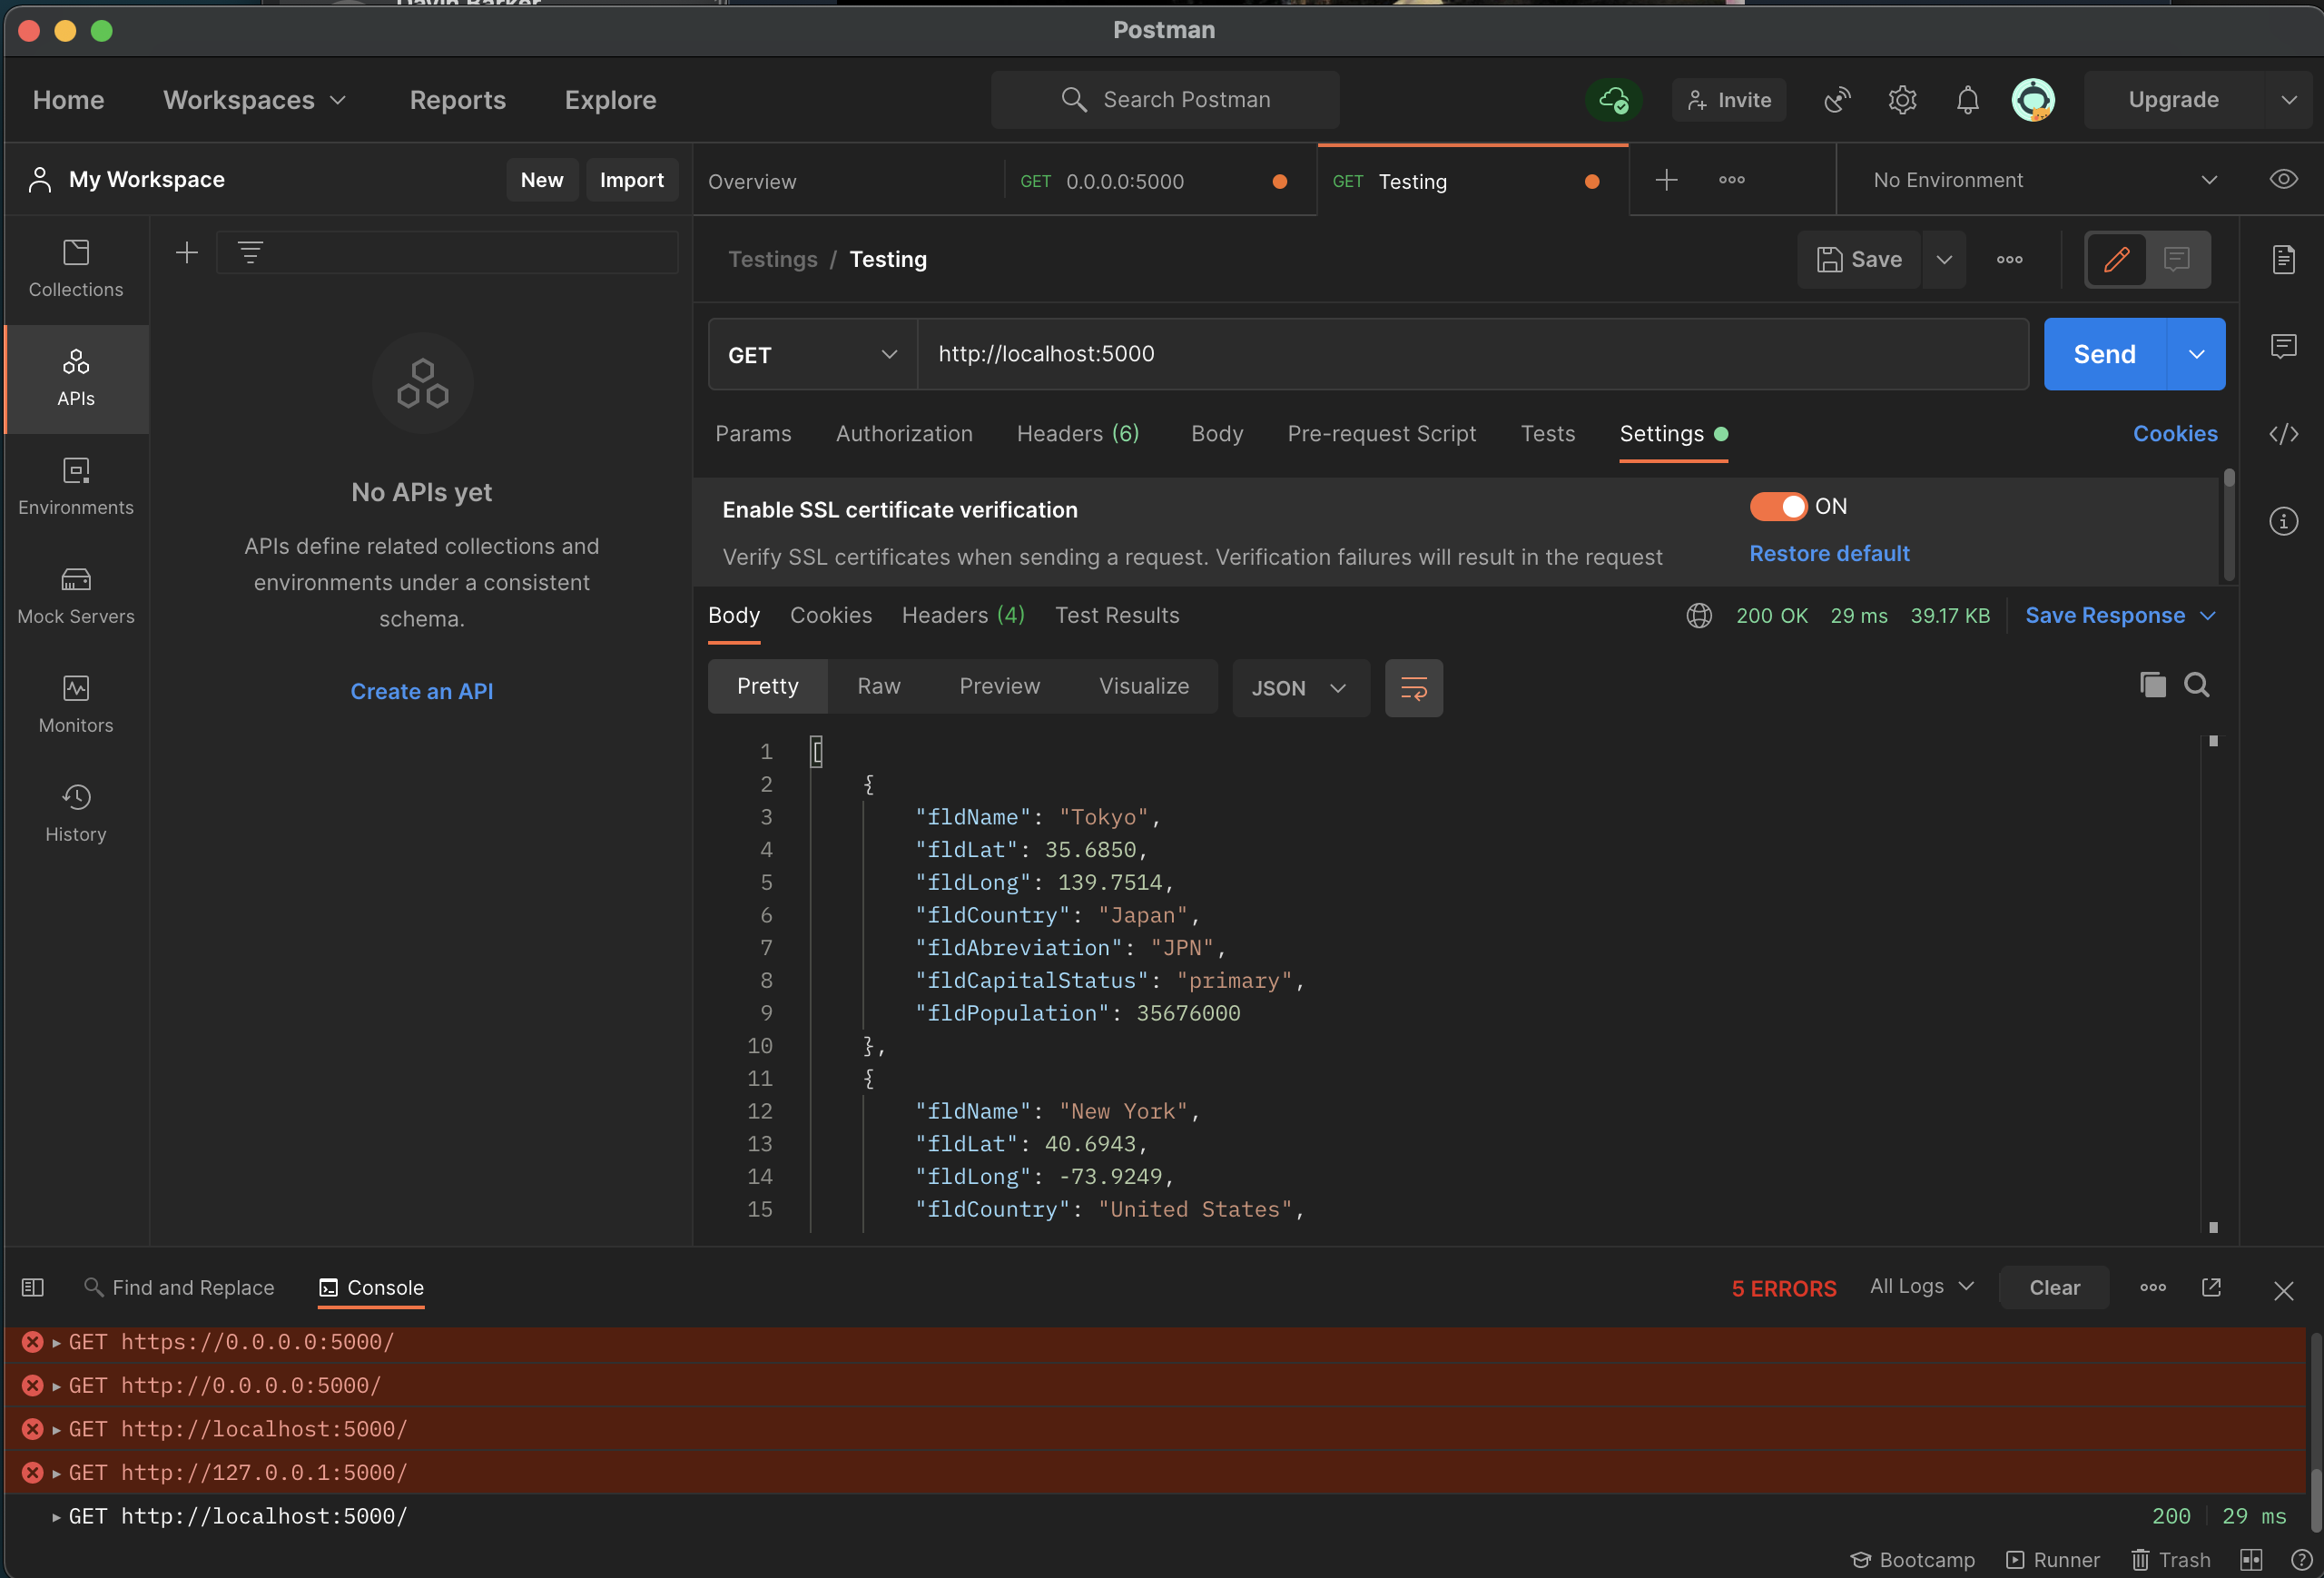 Davin Barker
Postman
Home Workspaces Reports Explore Search Postman Invite Upgrade
My Workspace New Import Overview GET 0.0.0.0:5000 GET Testing No Environment
Collections
APIs
Environments
Mock Servers
Monitors
History
No APIs yet
APIs define related collections and
environments under a consistent
schema.
Create an API
Testings / Testing Save
GET http://localhost:5000 Send
Params Authorization Headers (6) Body Pre-request Script Tests Settings Cookies
Enable SSL certificate verification ON
Verify SSL certificates when sending a request. Verification failures will result in the request Restore default
Body Cookies Headers (4) Test Results 200 OK 29 ms 39.17 KB Save Response
Pretty Raw Preview Visualize JSON
1 [
2 {
3 "fldName": "Tokyo",
4 "fldLat": 35.6850,
5 "fldLong": 139.7514,
6 "fldCountry": "Japan",
7 "fldAbreviation": "JPN",
8 "fldCapitalStatus": "primary",
9 "fldPopulation": 35676000
10 },
11 {
12 "fldName": "New York",
13 "fldLat": 40.6943,
14 "fldLong": -73.9249,
15 "fldCountry": "United States",
Find and Replace Console 5 ERRORS All Logs Clear
GET https://0.0.0.0:5000/
GET http://0.0.0.0:5000/
GET http://localhost:5000/
GET http://127.0.0.1:5000/
GET http://localhost:5000/ 200 29 ms
Bootcamp Runner Trash